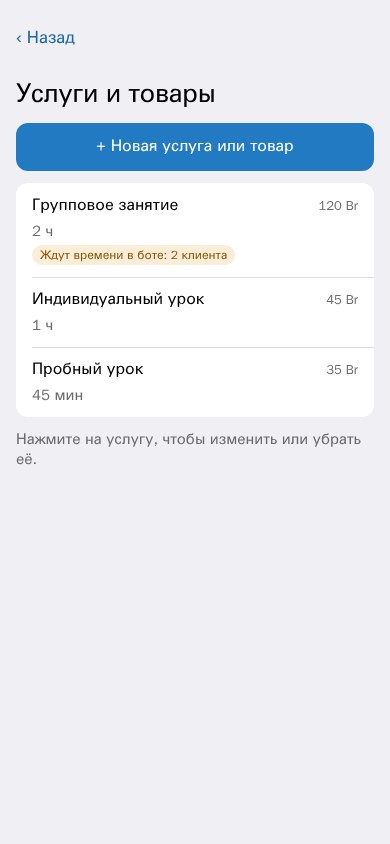 ‹ Назад
Услуги и товары
+ Новая услуга или товар
Групповое занятие 120 Br
2 ч
Ждут времени в боте: 2 клиента
Индивидуальный урок 45 Br
1 ч
Пробный урок 35 Br
45 мин
Нажмите на услугу, чтобы изменить или убрать
её.